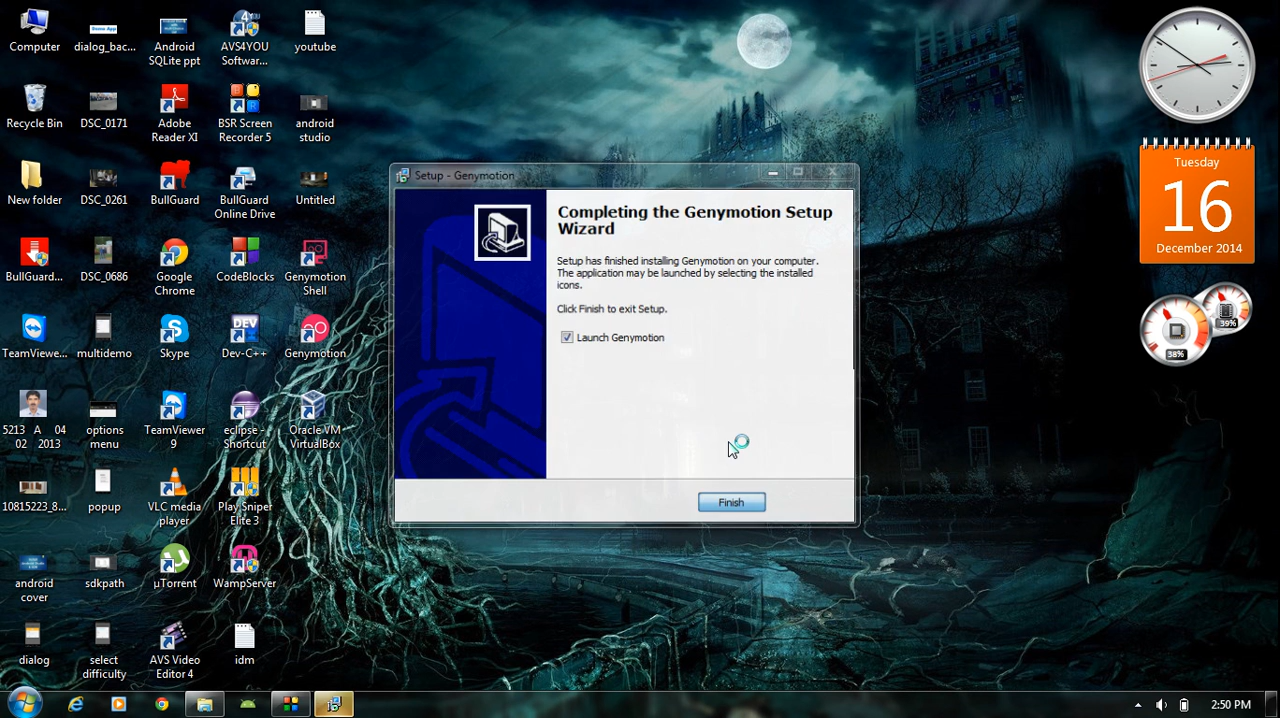 Computer
dialog_bac...
Android
SQLite ppt
AVS4YOU
Softwar...
youtube
Recycle Bin
DSC_0171
Adobe
Reader XI
BSR Screen
Recorder 5
android
studio
New folder
DSC_0261
BullGuard
BullGuard
Online Drive
Untitled
BullGuard...
DSC_0686
Google
Chrome
CodeBlocks
Genymotion
Shell
TeamViewe...
multidemo
Skype
Dev-C++
Genymotion
5213 A 04
02 2013
options
menu
TeamViewer
9
eclipse -
Shortcut
Oracle VM
VirtualBox
10815223_8...
popup
VLC media
player
Play Sniper
Elite 3
android
cover
sdkpath
µTorrent
WampServer
dialog
select
difficulty
AVS Video
Editor 4
idm
Setup - Genymotion
Completing the Genymotion Setup
Wizard
Setup has finished installing Genymotion on your computer.
The application may be launched by selecting the installed
icons.
Click Finish to exit Setup.
Launch Genymotion
Finish
Tuesday
16
December 2014
39%
38%
2:50 PM